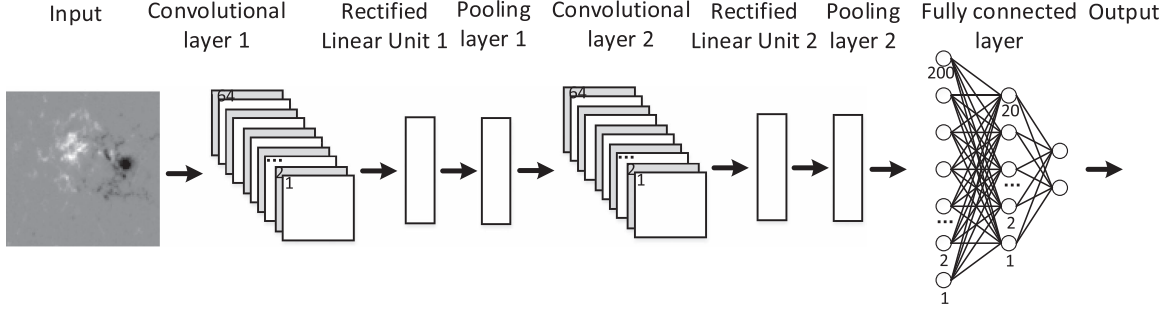 Input
Convolutional
layer 1
Rectified
Linear Unit 1
Pooling
layer 1
Convolutional
layer 2
Rectified
Linear Unit 2
Pooling
layer 2
Fully connected
layer
Output
64
...
2
1
64
...
2
1
200
...
2
1
20
...
2
1